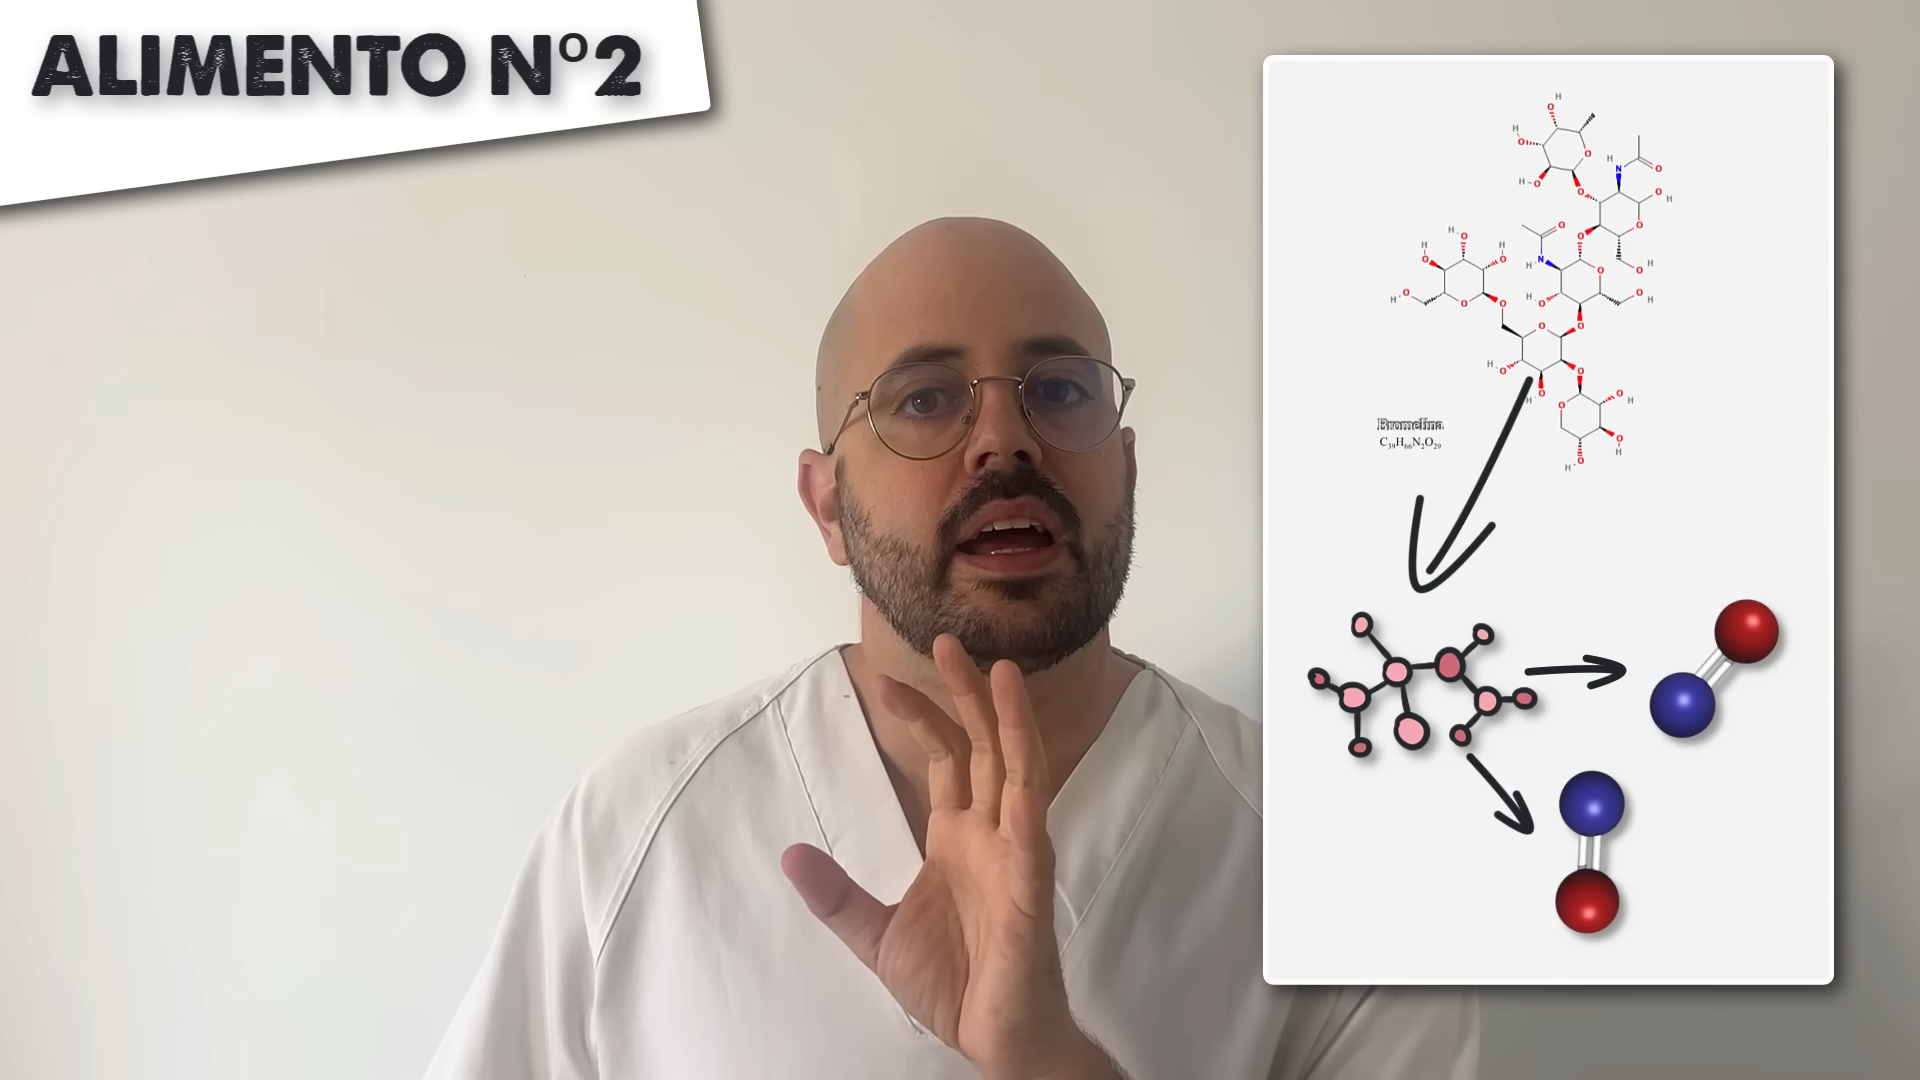 ALIMENTO Nº2
Bromelina
C₃₉H₆₆N₂O₂₉